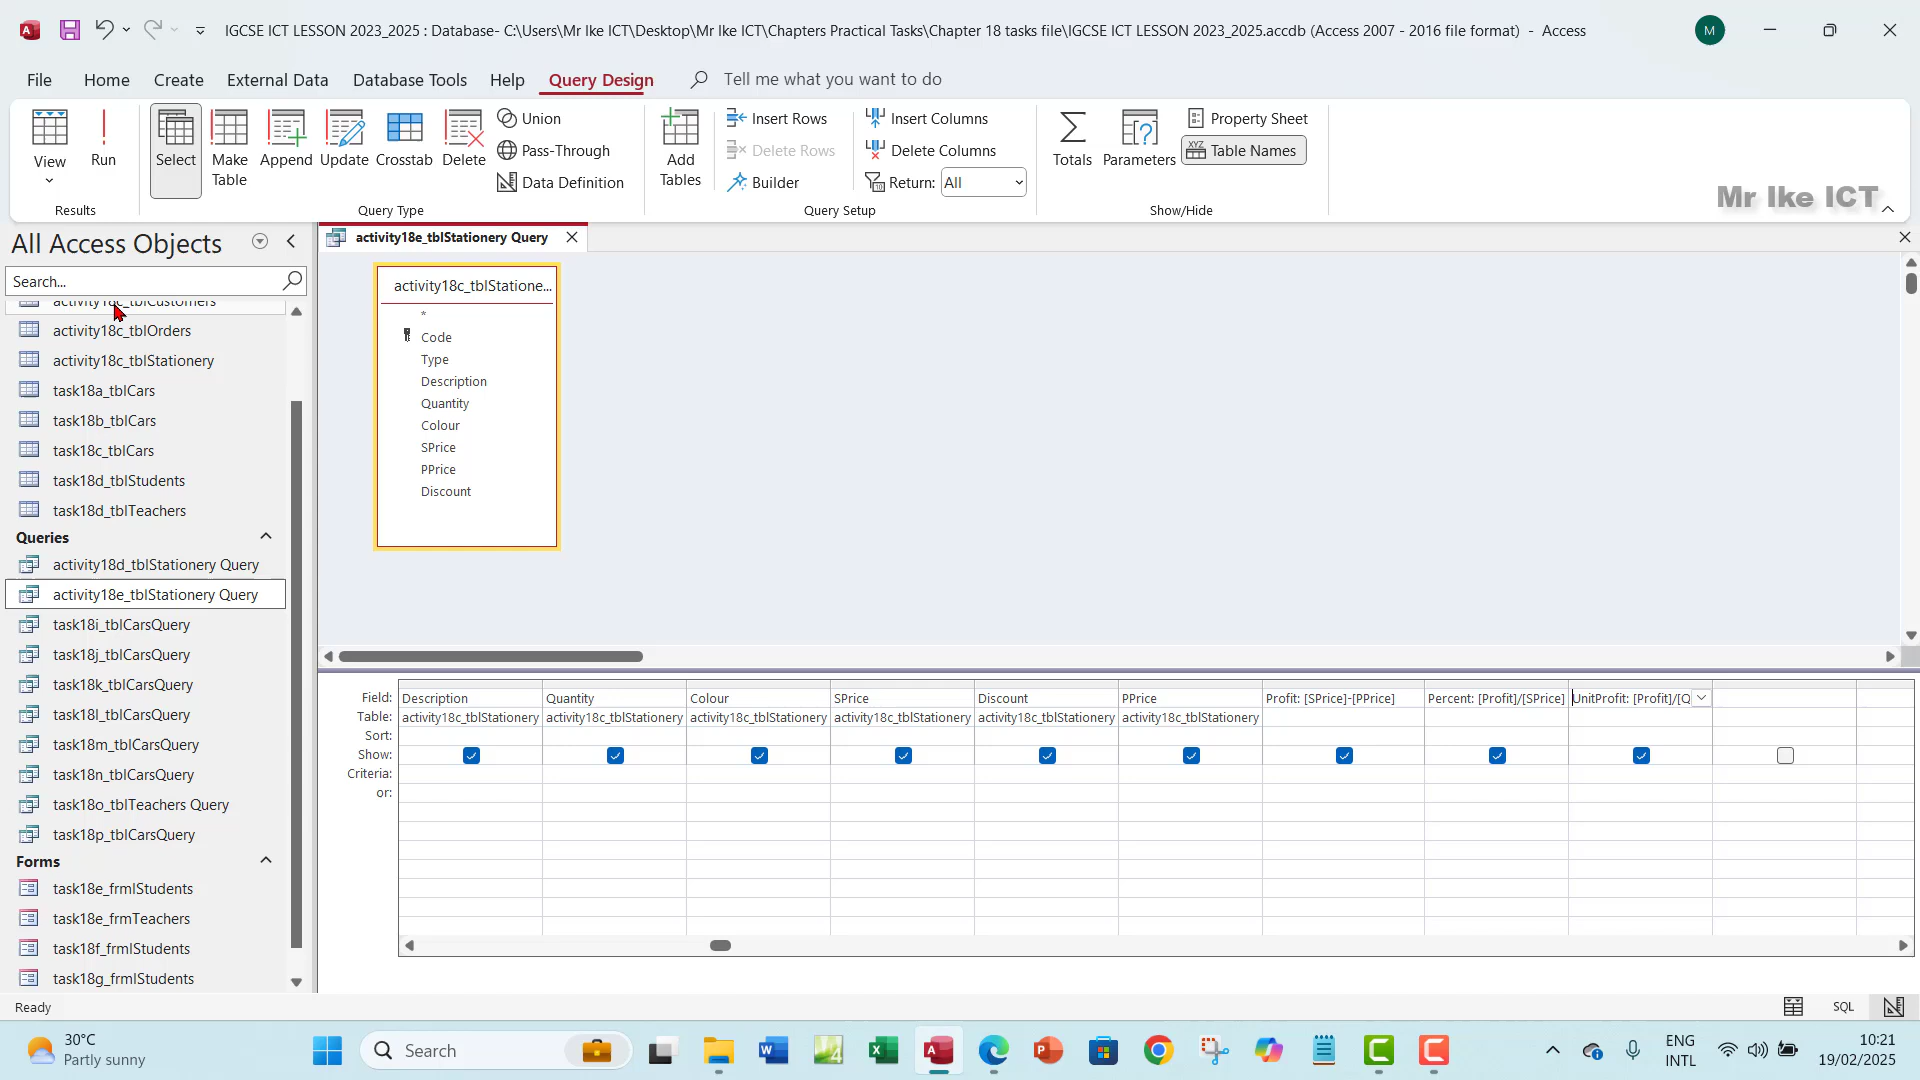 IGCSE ICT LESSON 2023_2025 : Database- C:\Users\Mr Ike ICT\Desktop\Mr Ike ICT\Chapters Practical Tasks\Chapter 18 tasks file\IGCSE ICT LESSON 2023_2025.accdb (Access 2007 - 2016 file format) - Access
M
File Home Create External Data Database Tools Help Query Design Tell me what you want to do
View
Run
Results
Select
Make Table
Append
Update
Crosstab
Delete
Union
Pass-Through
Data Definition
Query Type
Add Tables
Insert Rows
Delete Rows
Builder
Insert Columns
Delete Columns
Return: All
Query Setup
Totals
Parameters
Property Sheet
XYZ Table Names
Show/Hide
Mr Ike ICT
All Access Objects
Search...
activity18c_tblCustomers
activity18c_tblOrders
activity18c_tblStationery
task18a_tblCars
task18b_tblCars
task18c_tblCars
task18d_tblStudents
task18d_tblTeachers
Queries
activity18d_tblStationery Query
activity18e_tblStationery Query
task18i_tblCarsQuery
task18j_tblCarsQuery
task18k_tblCarsQuery
task18l_tblCarsQuery
task18m_tblCarsQuery
task18n_tblCarsQuery
task18o_tblTeachers Query
task18p_tblCarsQuery
Forms
task18e_frmlStudents
task18e_frmTeachers
task18f_frmlStudents
task18g_frmlStudents
activity18e_tblStationery Query
activity18c_tblStatione...
*
Code
Type
Description
Quantity
Colour
SPrice
PPrice
Discount
Field: Description Quantity Colour SPrice Discount PPrice Profit: [SPrice]-[PPrice] Percent: [Profit]/[SPrice] UnitProfit: [Profit]/[Q
Table: activity18c_tblStationery activity18c_tblStationery activity18c_tblStationery activity18c_tblStationery activity18c_tblStationery activity18c_tblStationery
Sort:
Show:
Criteria:
or:
Ready
SQL
30°C
Partly sunny
Search
ENG
INTL
10:21
19/02/2025